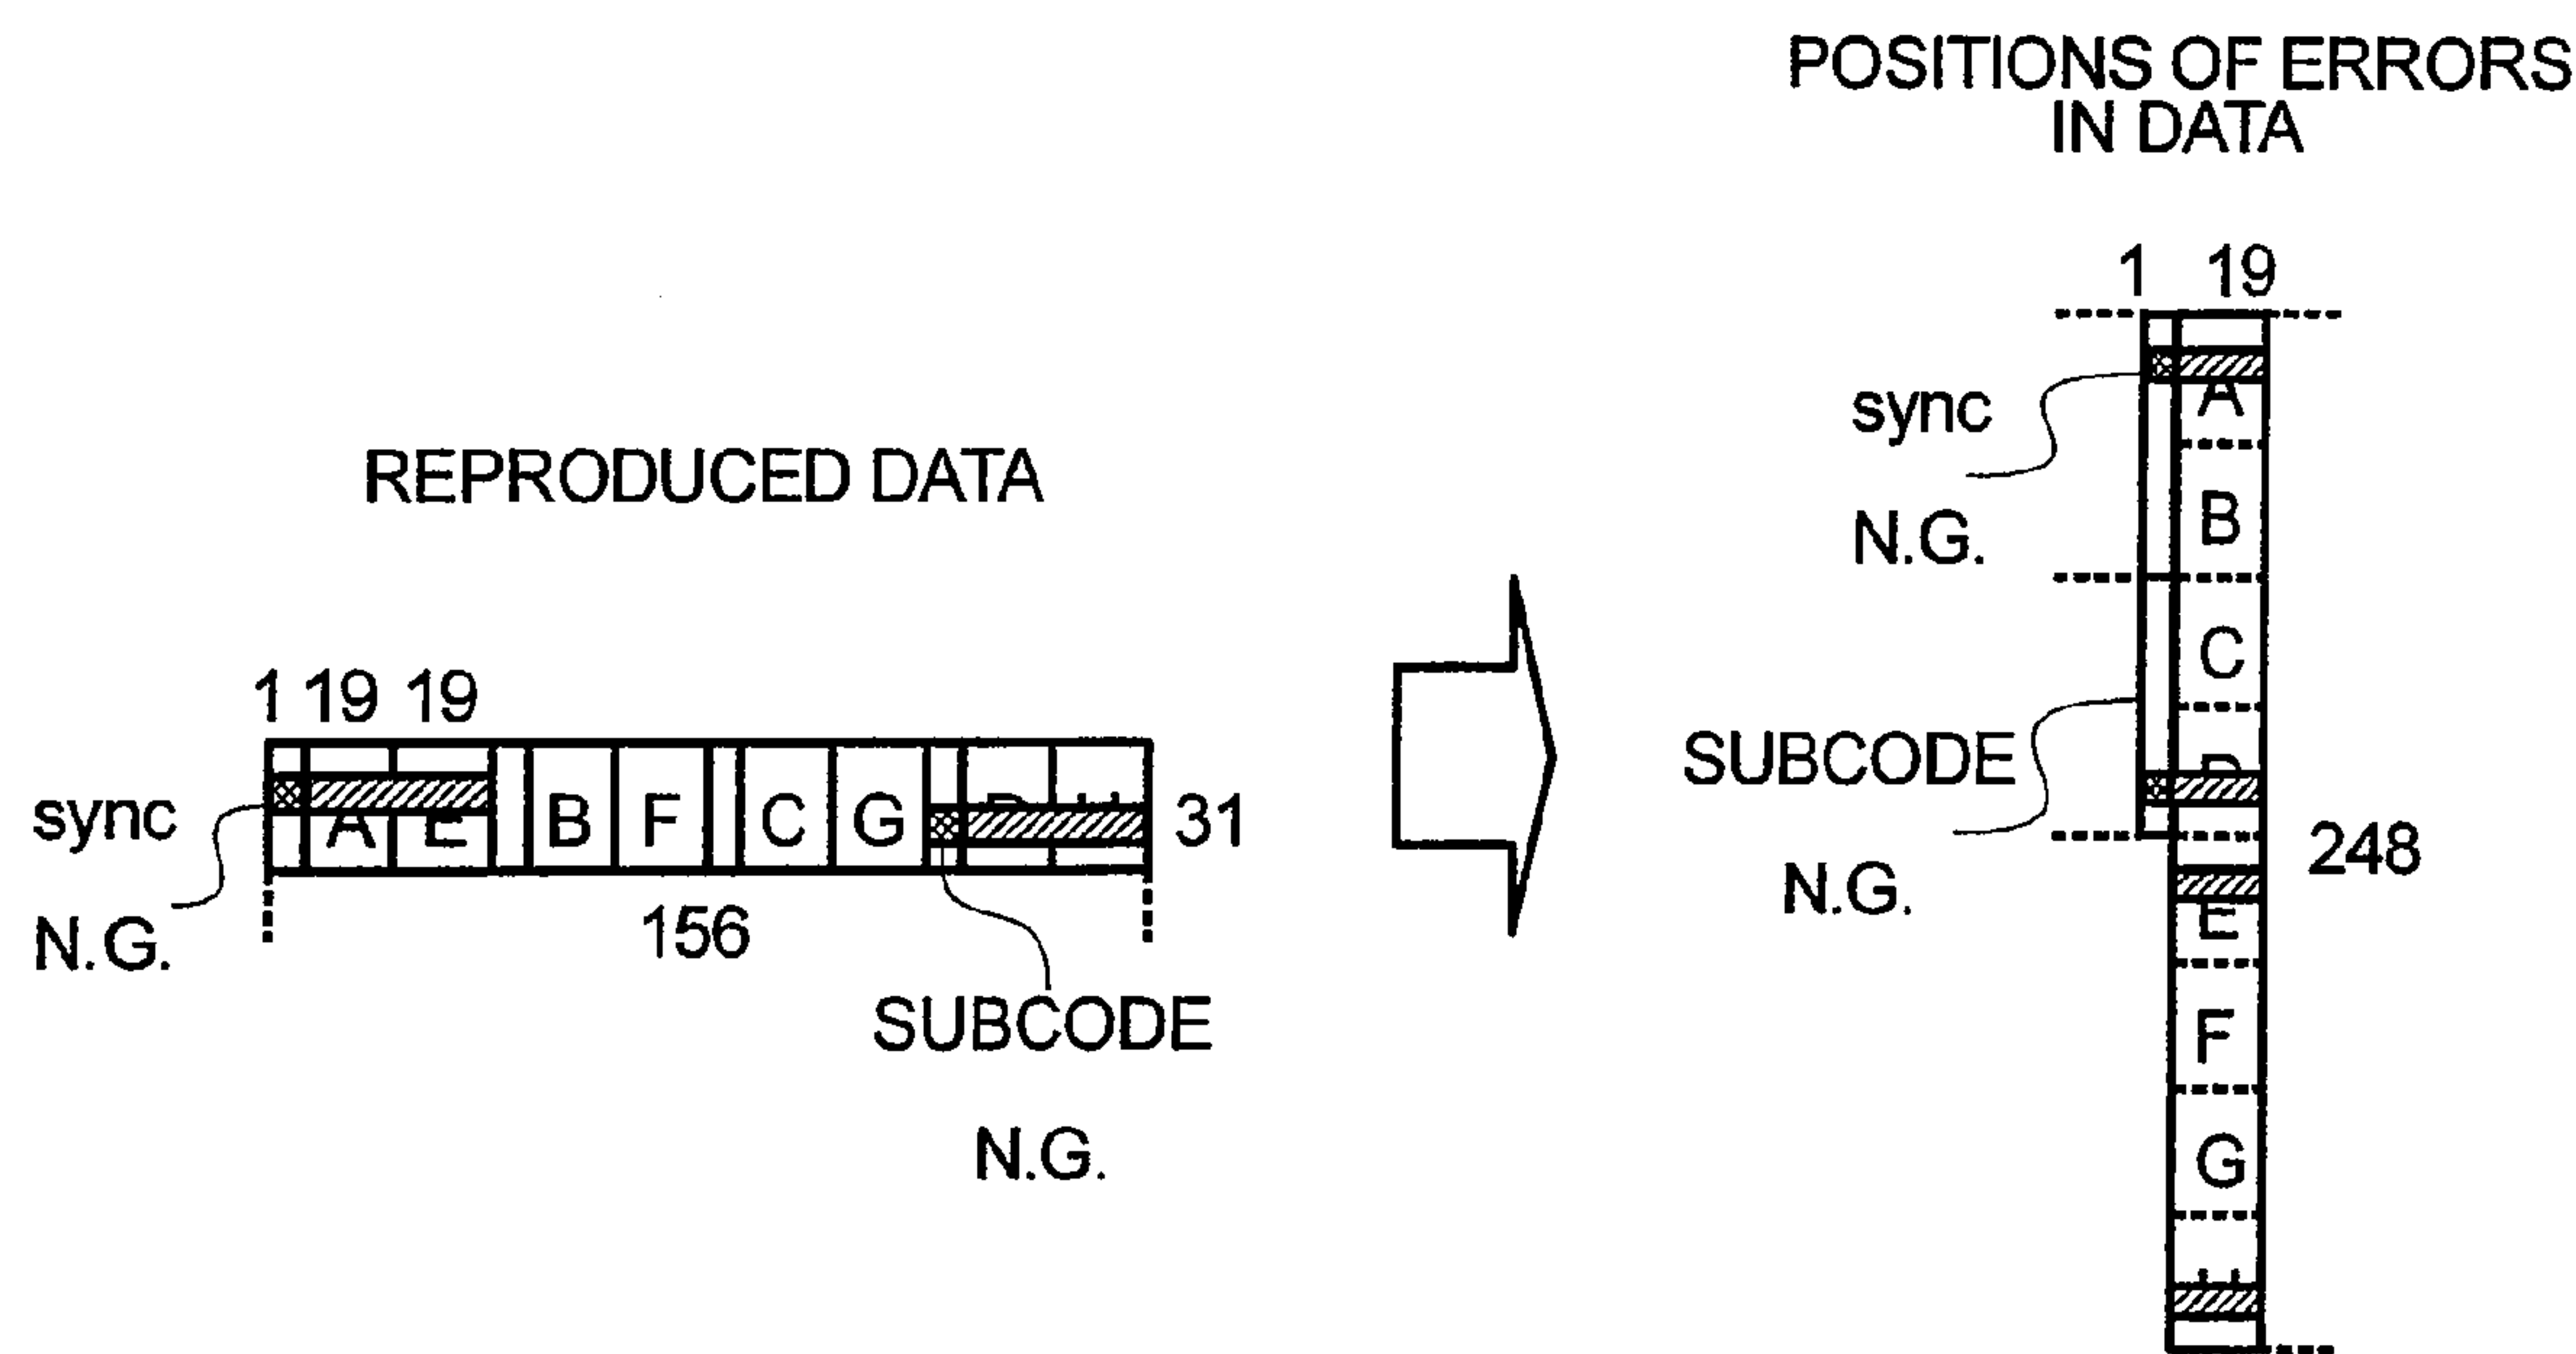 POSITIONS OF ERRORS
IN DATA
1 19
sync
N.G.
A
B
C
SUBCODE
N.G.
248
E
F
G
REPRODUCED DATA
1 19 19
sync
N.G.
A E B F C G
31
156
SUBCODE
N.G.